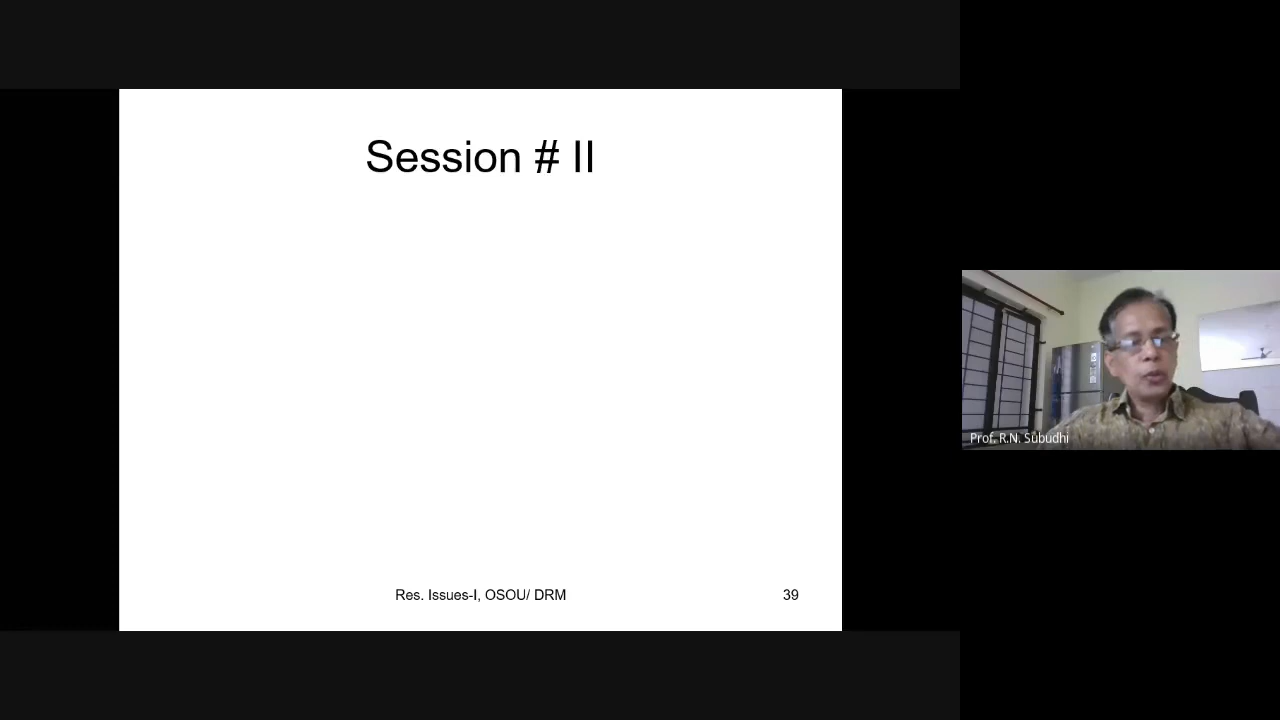 Session # II
Prof. R.N. Subudhi
Res. Issues-I, OSOU/ DRM
39